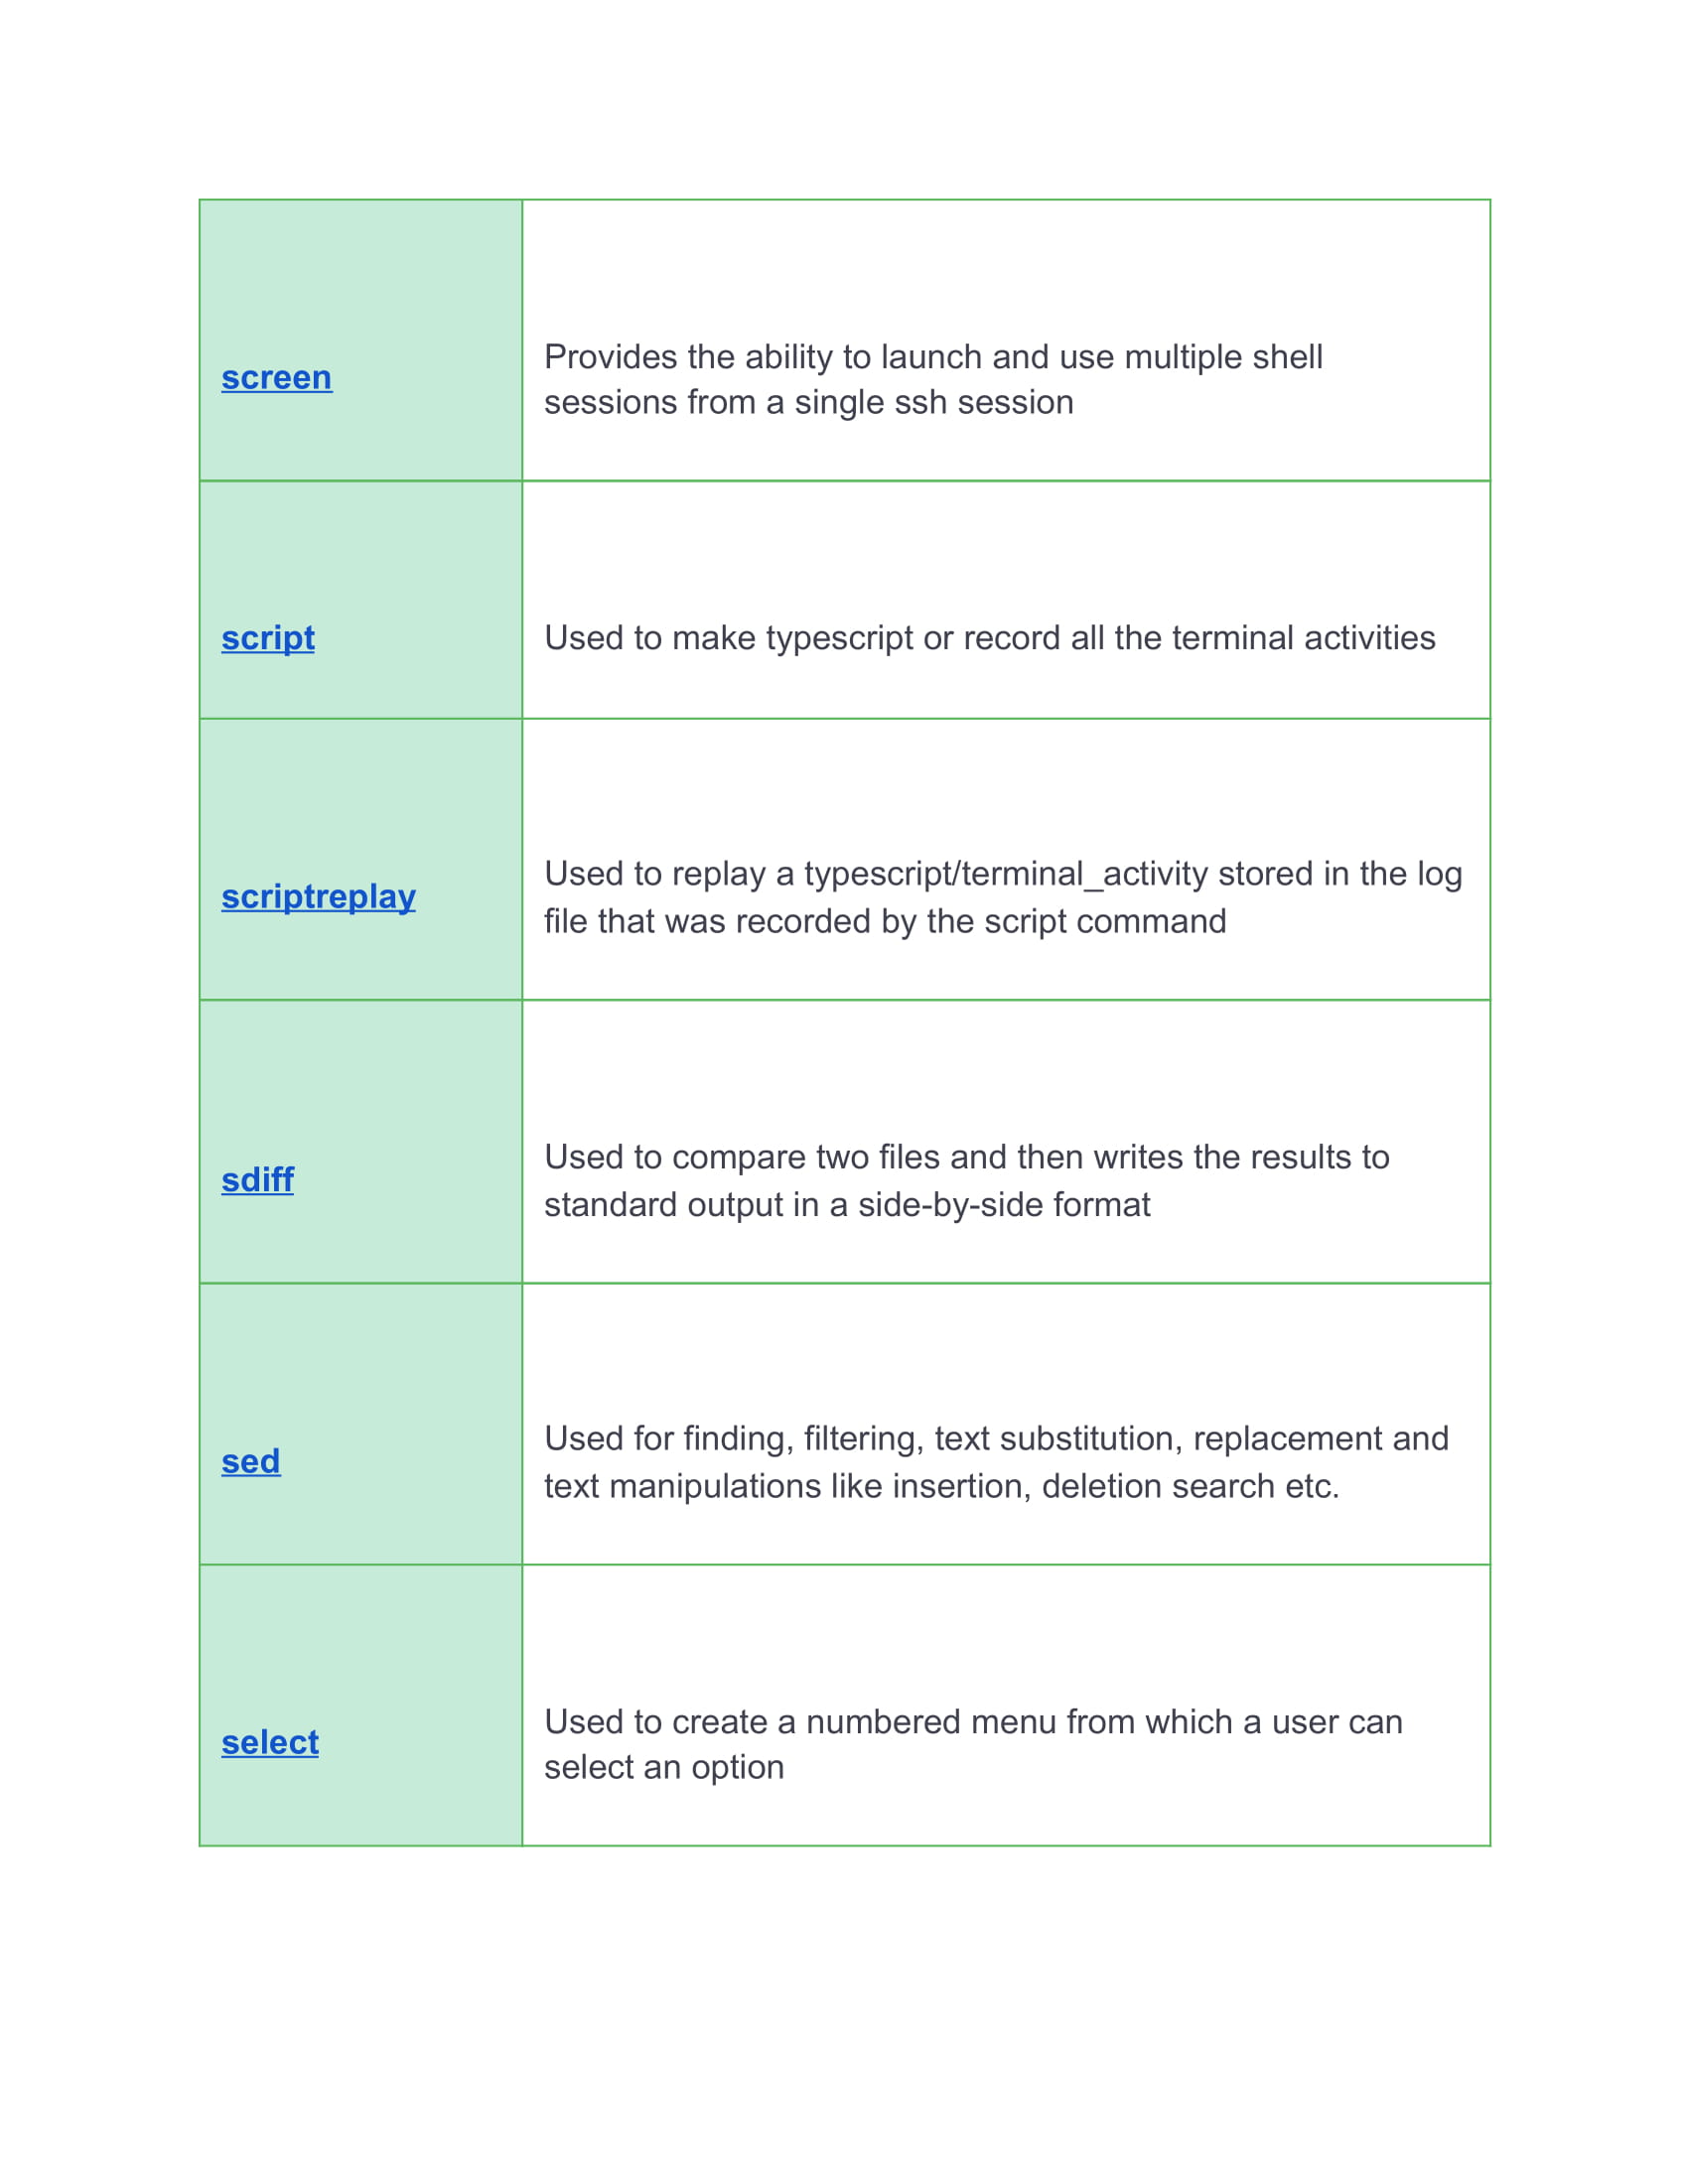 screen
Provides the ability to launch and use multiple shell
sessions from a single ssh session
script
Used to make typescript or record all the terminal activities
scriptreplay
Used to replay a typescript/terminal_activity stored in the log
file that was recorded by the script command
sdiff
Used to compare two files and then writes the results to
standard output in a side-by-side format
sed
Used for finding, filtering, text substitution, replacement and
text manipulations like insertion, deletion search etc.
select
Used to create a numbered menu from which a user can
select an option